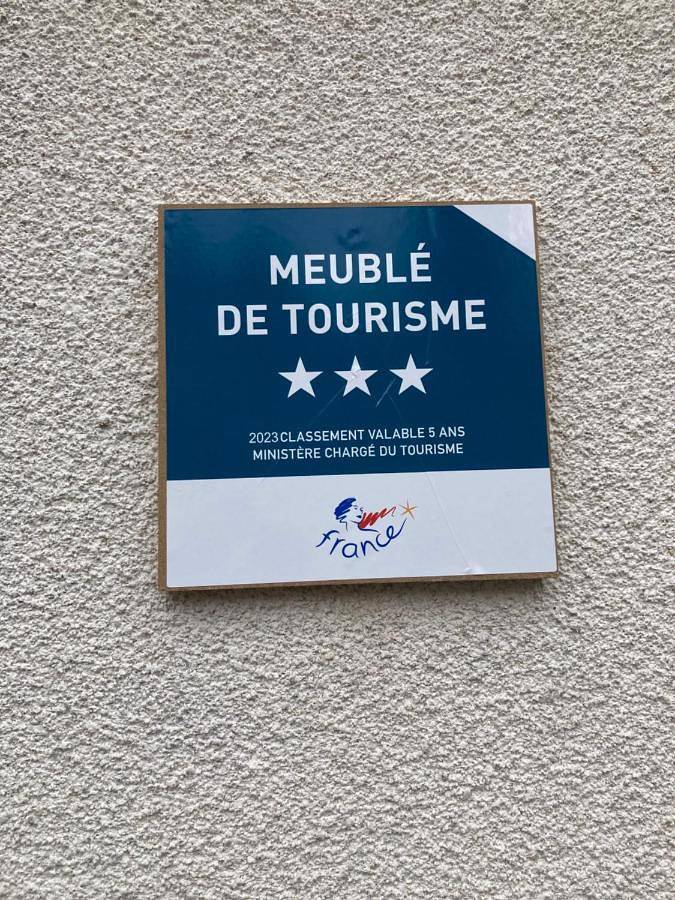 MEUBLÉ
DE TOURISME
2023 CLASSEMENT VALABLE 5 ANS
MINISTÈRE CHARGÉ DU TOURISME
france